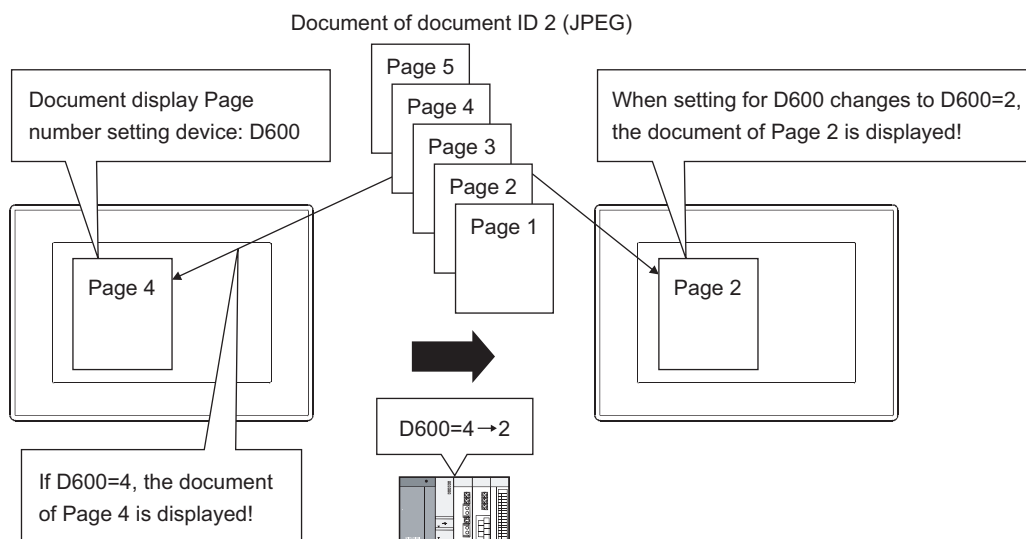 Document of document ID 2 (JPEG)
Page 5
Page 4
Page 3
Page 2
Page 1
Document display Page
number setting device: D600
When setting for D600 changes to D600=2,
the document of Page 2 is displayed!
Page 4
Page 2
D600=4→2
If D600=4, the document
of Page 4 is displayed!